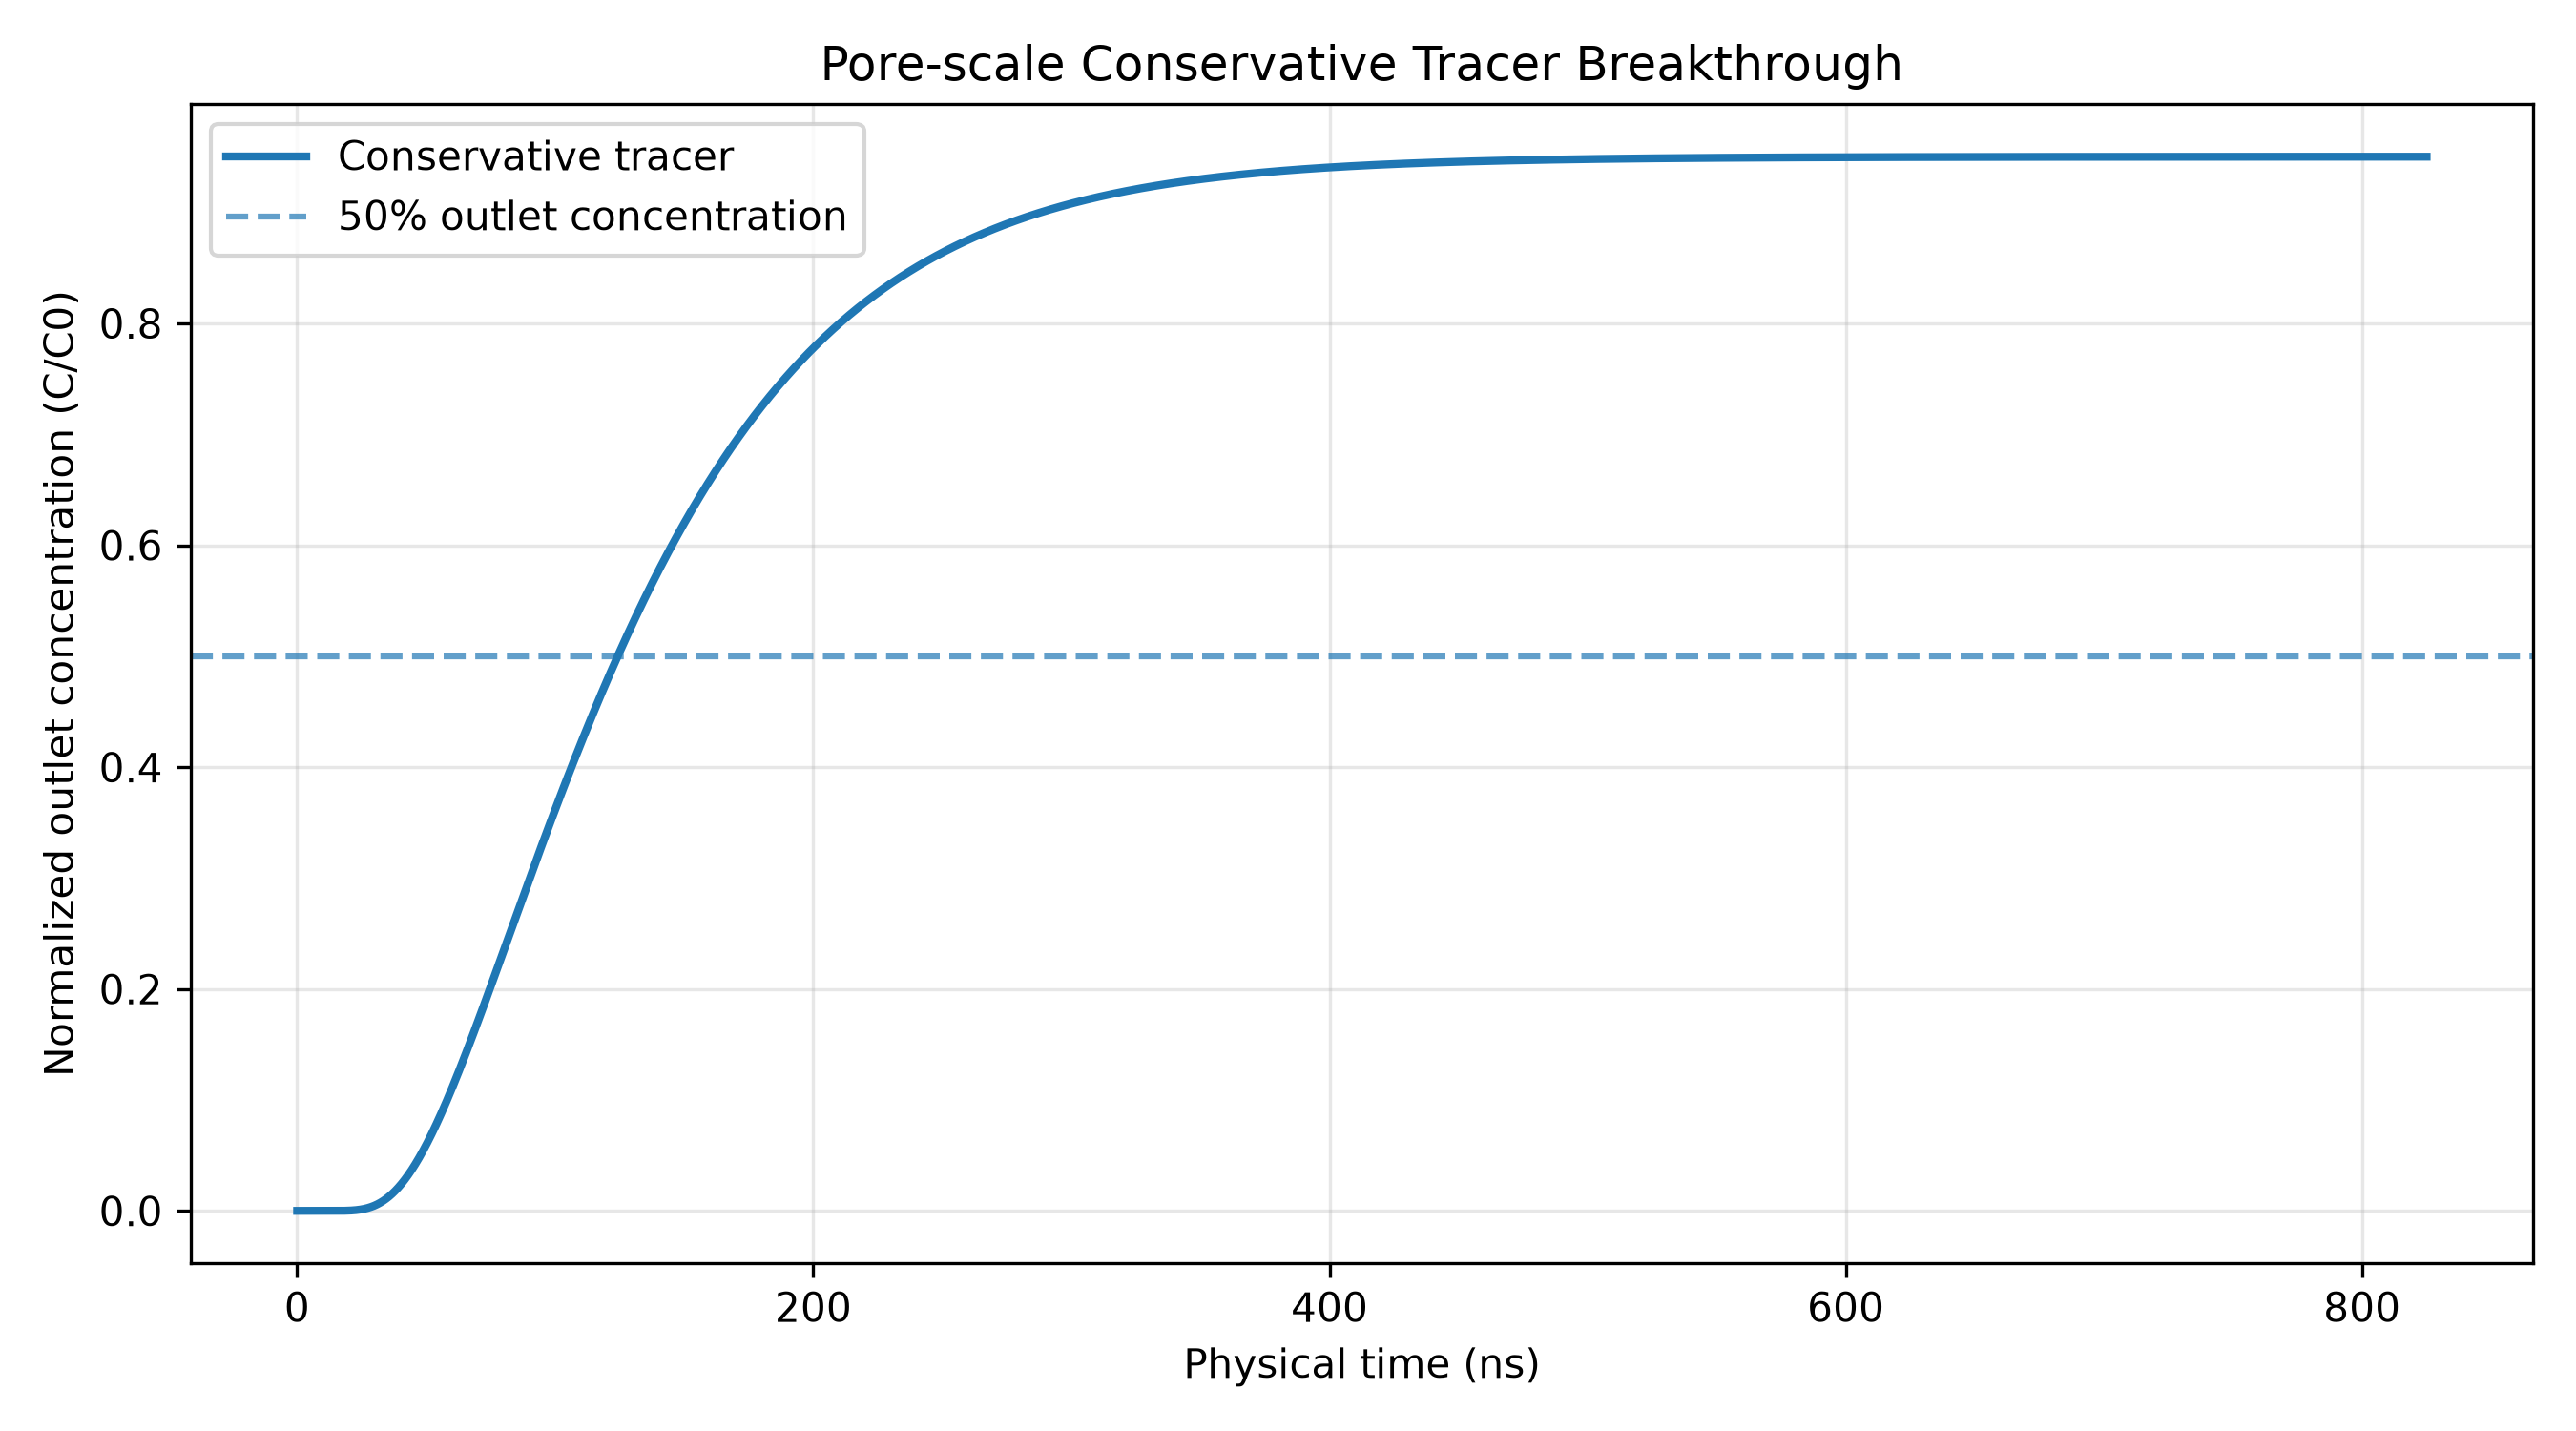 Pore-scale Conservative Tracer Breakthrough
Conservative tracer
50% outlet concentration
Normalized outlet concentration (C/C0)
0.8
0.6
0.4
0.2
0.0
0 200 400 600 800
Physical time (ns)